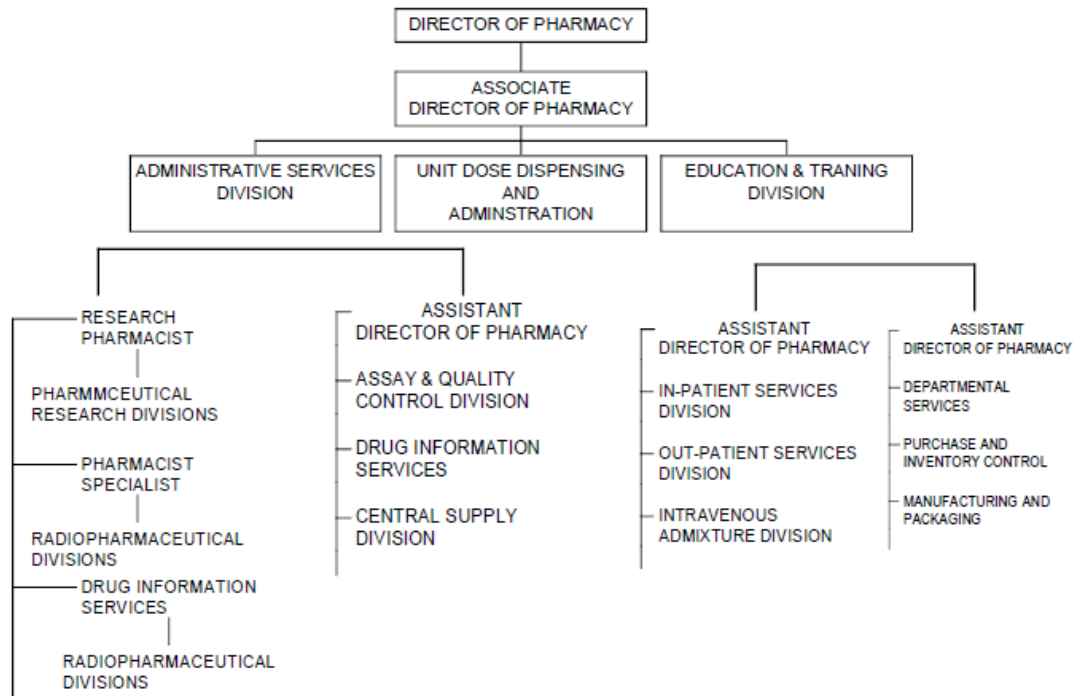 DIRECTOR OF PHARMACY
ASSOCIATE
DIRECTOR OF PHARMACY
ADMINISTRATIVE SERVICES
DIVISION
UNIT DOSE DISPENSING
AND
ADMINSTRATION
EDUCATION & TRANING
DIVISION
RESEARCH
PHARMACIST
PHARMMCEUTICAL
RESEARCH DIVISIONS
PHARMACIST
SPECIALIST
RADIOPHARMACEUTICAL
DIVISIONS
DRUG INFORMATION
SERVICES
RADIOPHARMACEUTICAL
DIVISIONS
ASSISTANT
DIRECTOR OF PHARMACY
ASSAY & QUALITY
CONTROL DIVISION
DRUG INFORMATION
SERVICES
CENTRAL SUPPLY
DIVISION
ASSISTANT
DIRECTOR OF PHARMACY
IN-PATIENT SERVICES
DIVISION
OUT-PATIENT SERVICES
DIVISION
INTRAVENOUS
ADMIXTURE DIVISION
ASSISTANT
DIRECTOR OF PHARMACY
DEPARTMENTAL
SERVICES
PURCHASE AND
INVENTORY CONTROL
MANUFACTURING AND
PACKAGING